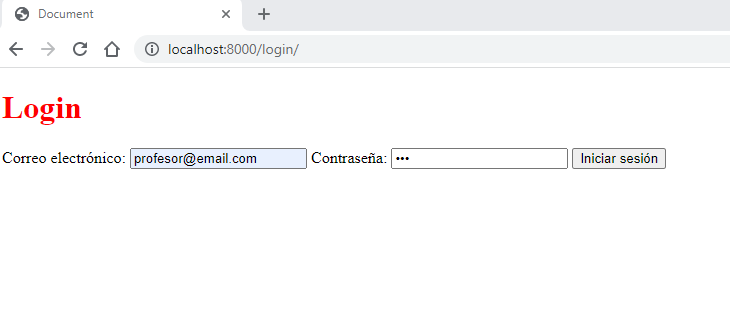 Document
localhost:8000/login/
Login
Correo electrónico: profesor@email.com Contraseña: ••• Iniciar sesión